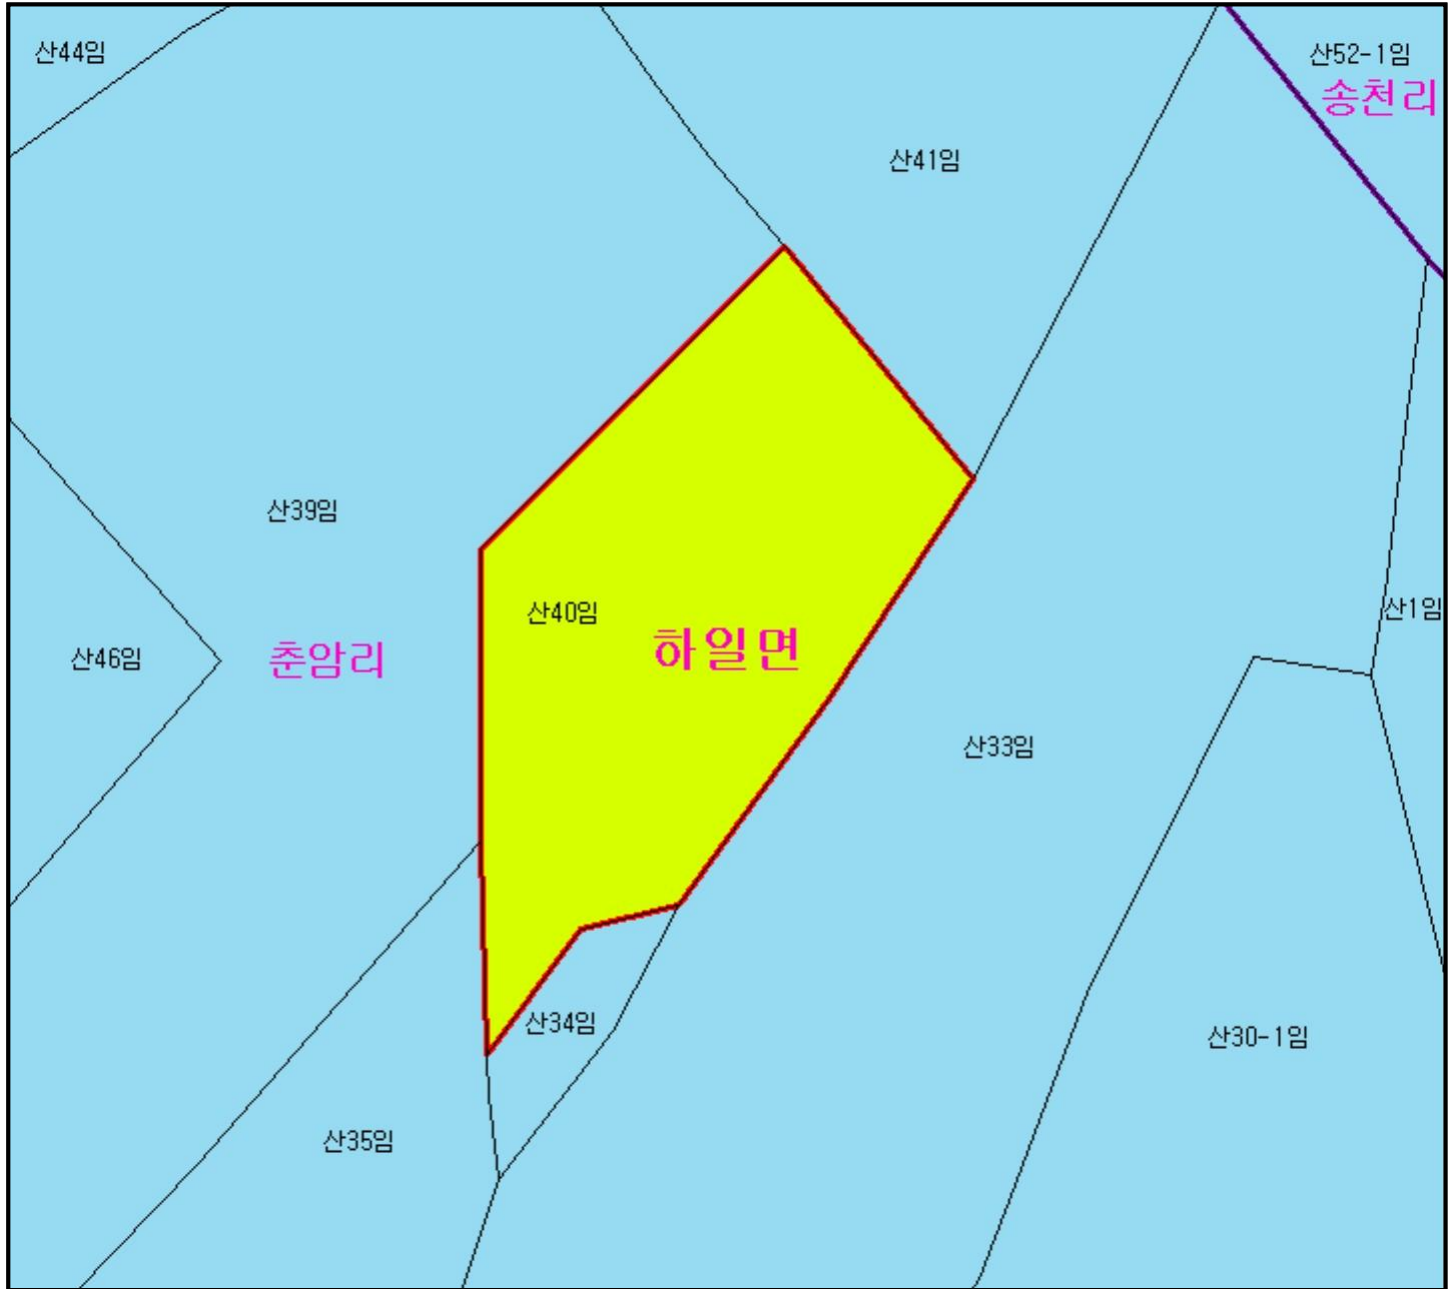 산44임
산52-1임
송천리
산41임
산39임
산40임
산1임
하일면
산46임
춘암리
산33임
산34임
산30-1임
산35임